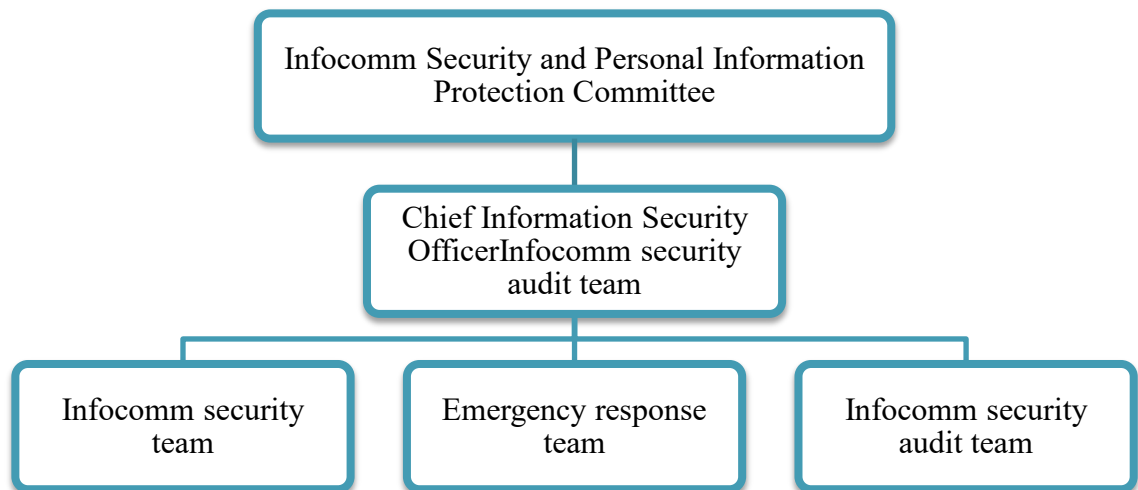 Infocomm Security and Personal Information
Protection Committee
Chief Information Security
OfficerInfocomm security
audit team
Infocomm security
team
Emergency response
team
Infocomm security
audit team